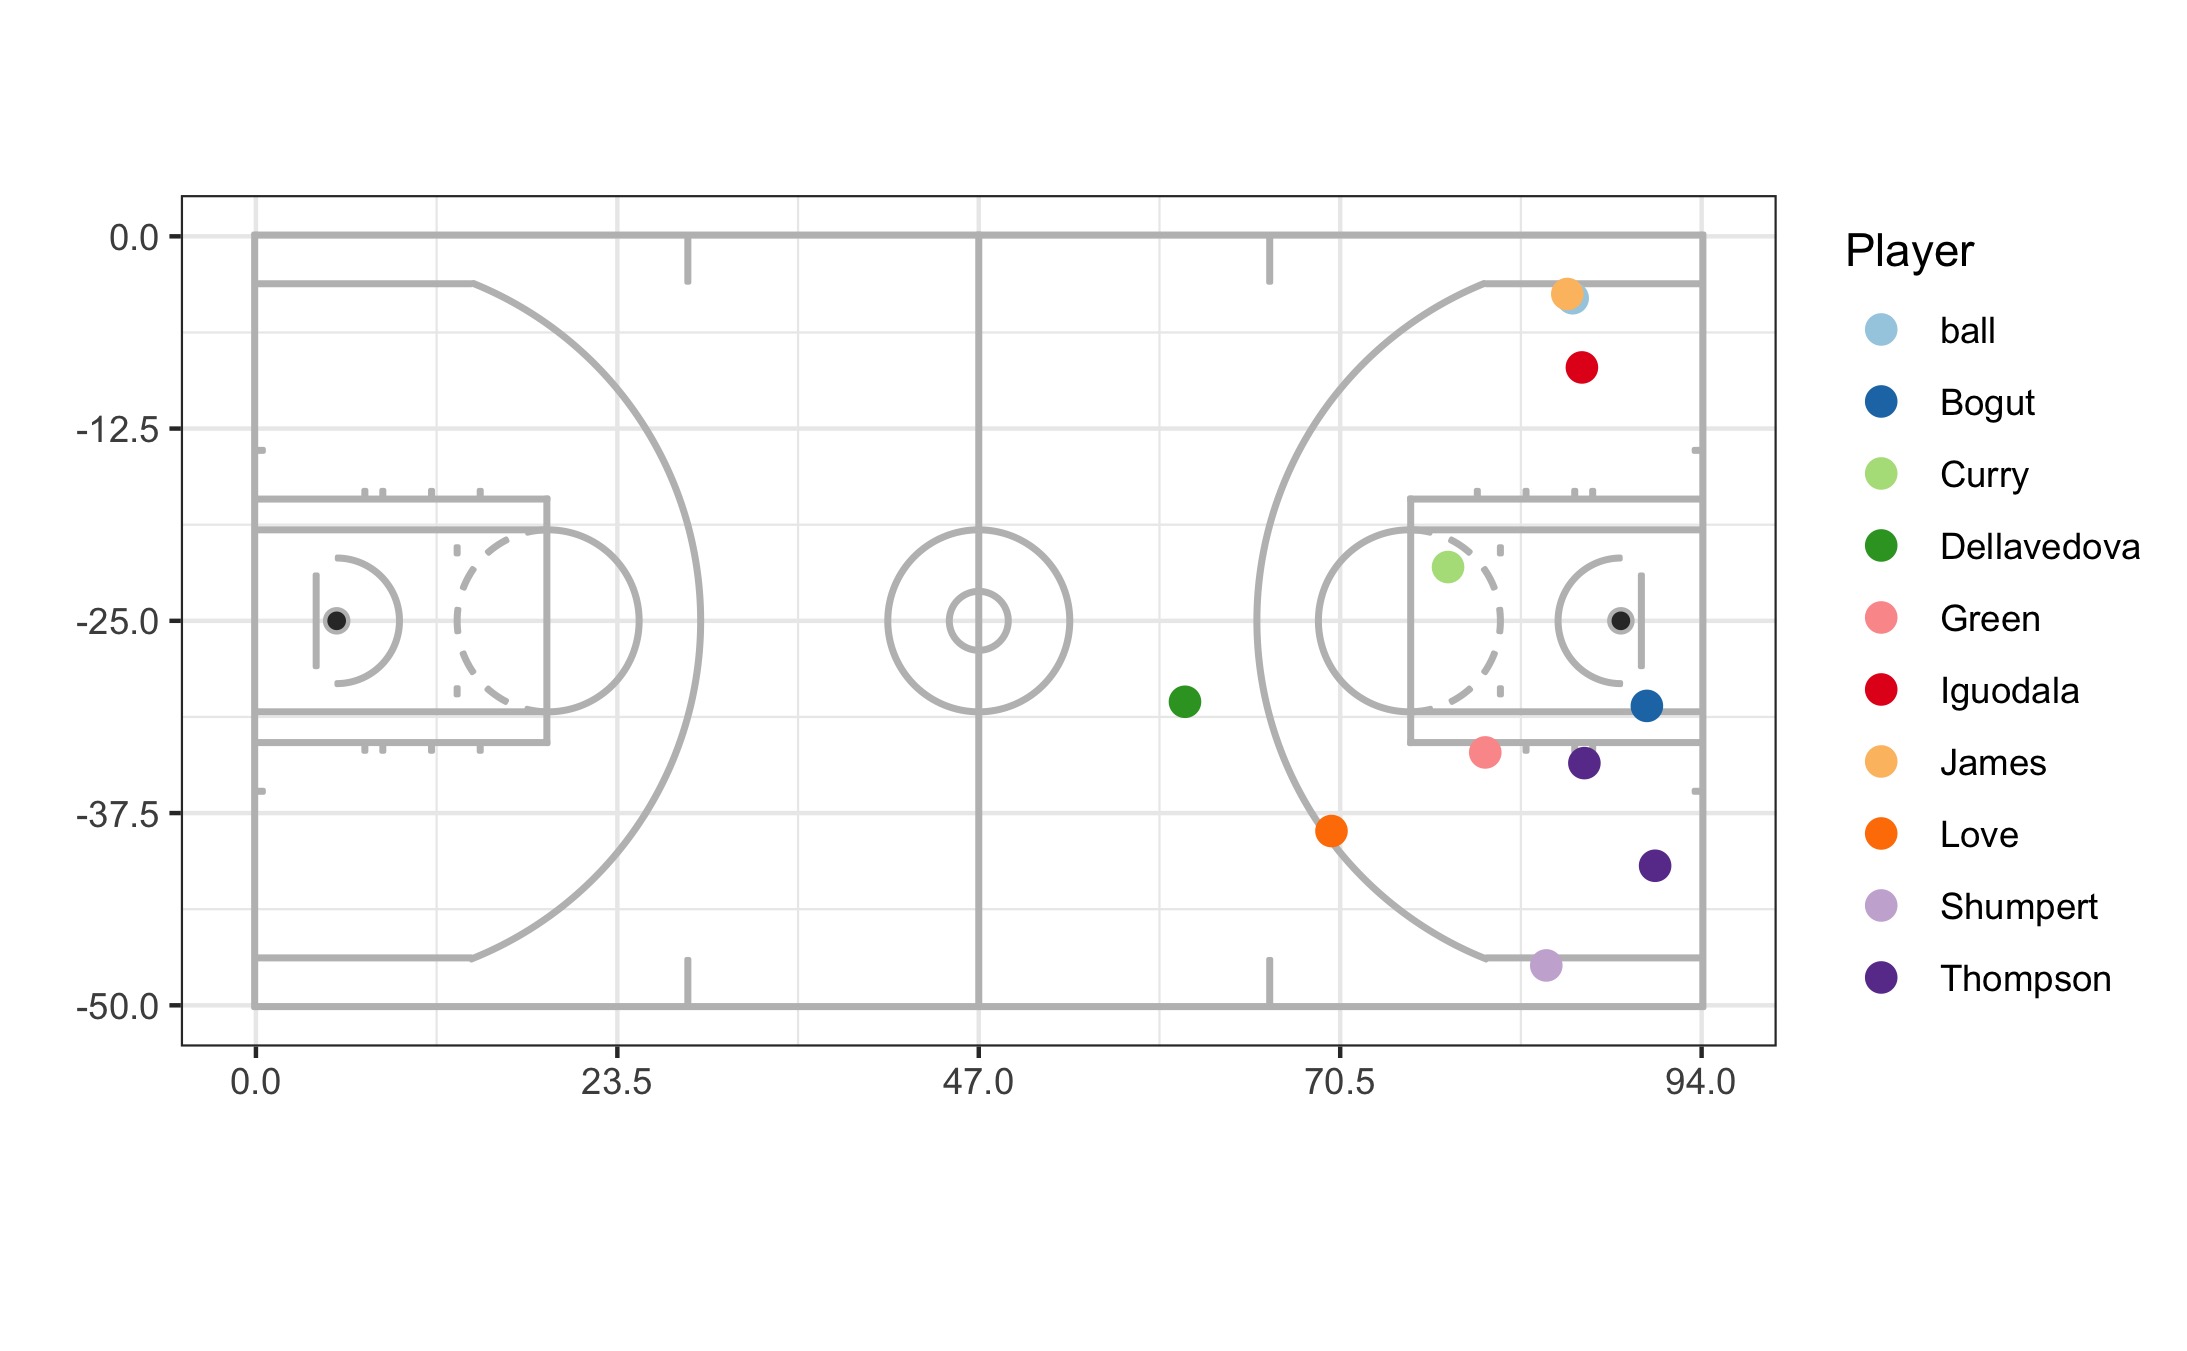 0.0
-12.5
-25.0
-37.5
-50.0
0.0 23.5 47.0 70.5 94.0
Player
ball
Bogut
Curry
Dellavedova
Green
Iguodala
James
Love
Shumpert
Thompson